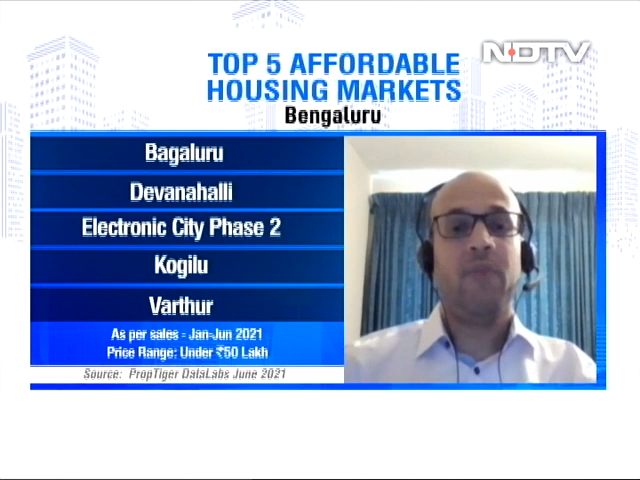 NDTV
TOP 5 AFFORDABLE
HOUSING MARKETS
Bengaluru
Bagaluru
Devanahalli
Electronic City Phase 2
Kogilu
Varthur
As per sales - Jan-Jun 2021
Price Range: Under ₹50 Lakh
Source: PropTiger DataLabs June 2021